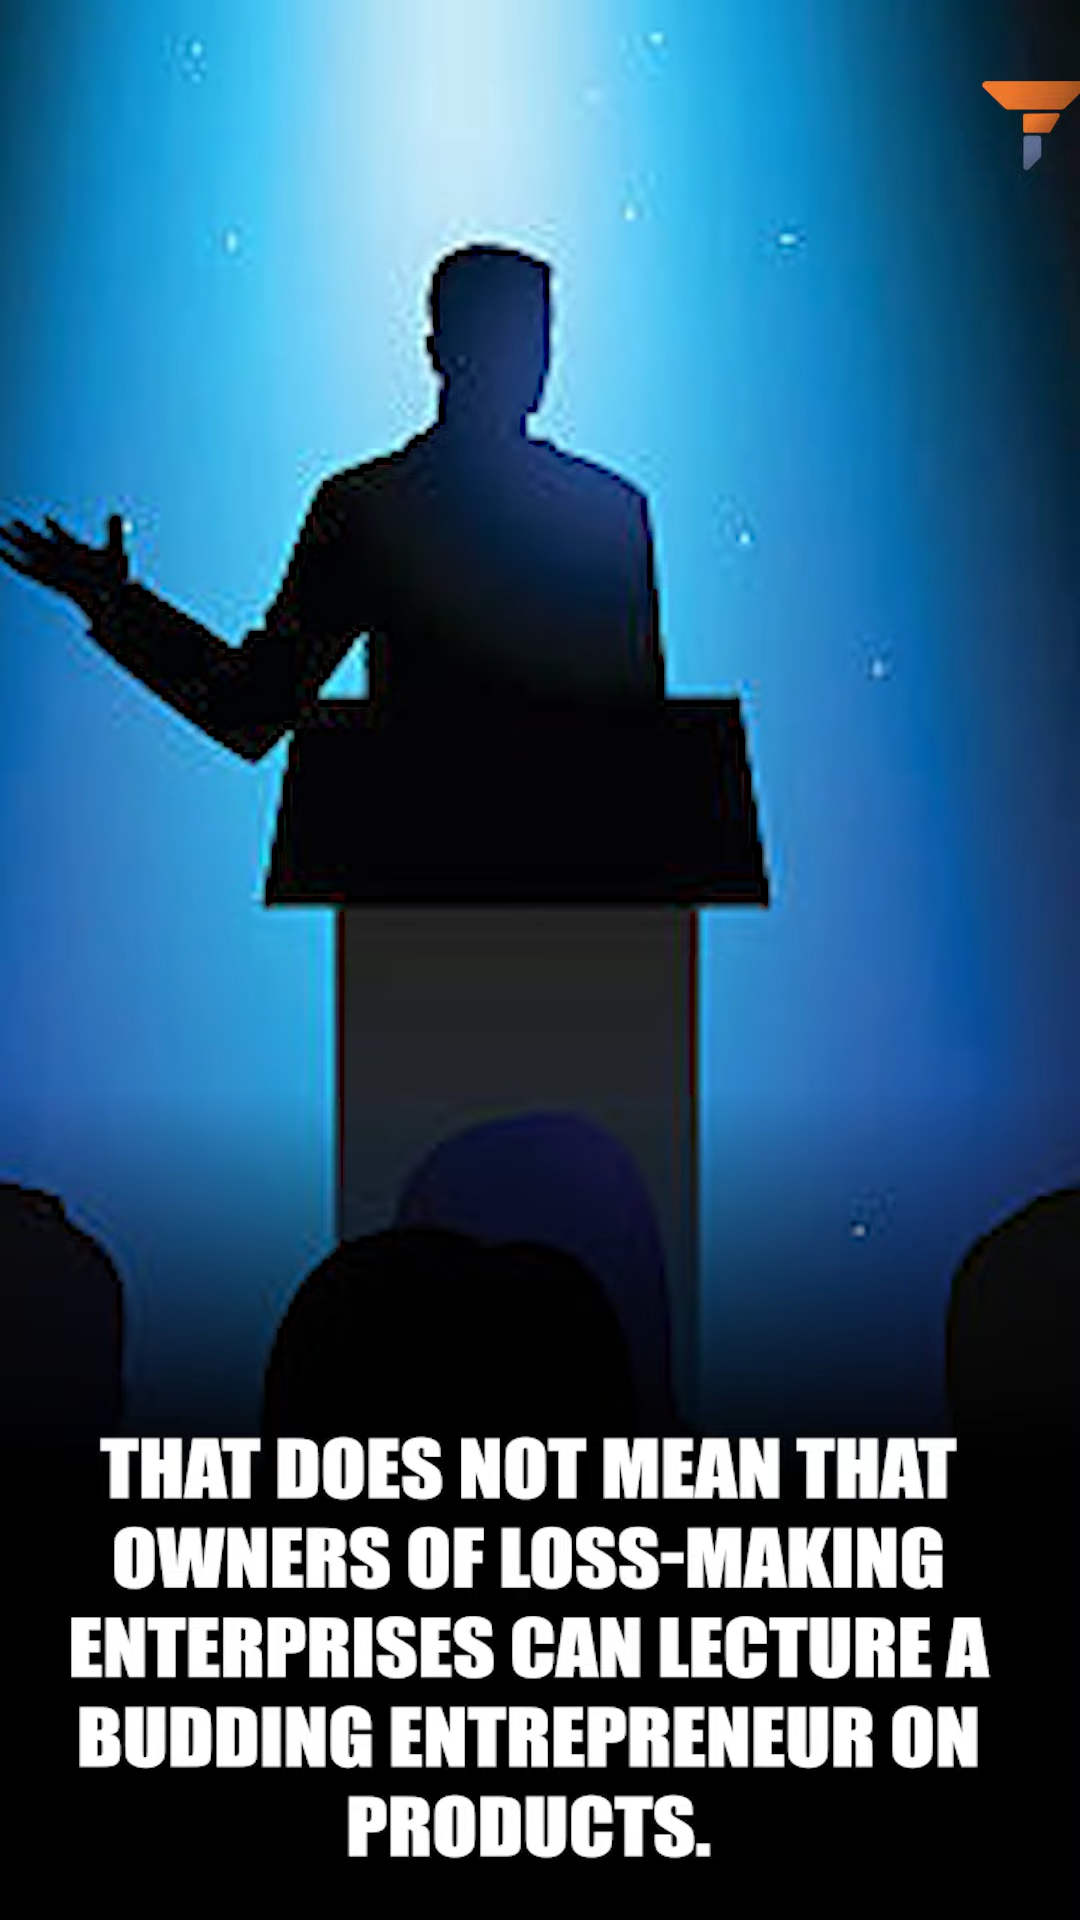 THAT DOES NOT MEAN THAT
OWNERS OF LOSS-MAKING
ENTERPRISES CAN LECTURE A
BUDDING ENTREPRENEUR ON
PRODUCTS.